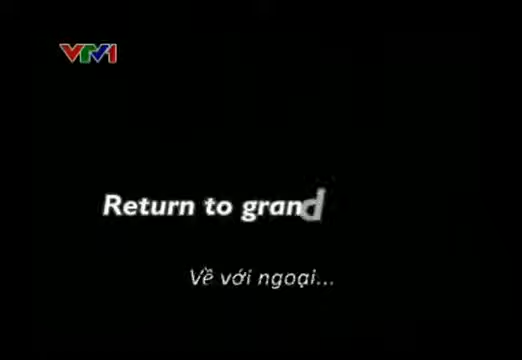 VTV1
Return to grand
Về với ngoại...